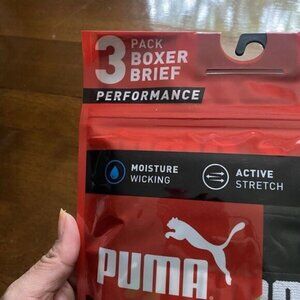 3 PACK
BOXER
BRIEF
PERFORMANCE
MOISTURE
WICKING
ACTIVE
STRETCH
PUMA